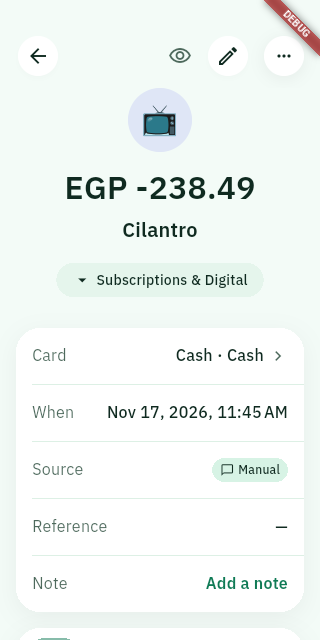 DEBUG
EGP -238.49
Cilantro
Subscriptions & Digital
Card Cash · Cash
When Nov 17, 2026, 11:45 AM
Source Manual
Reference —
Note Add a note